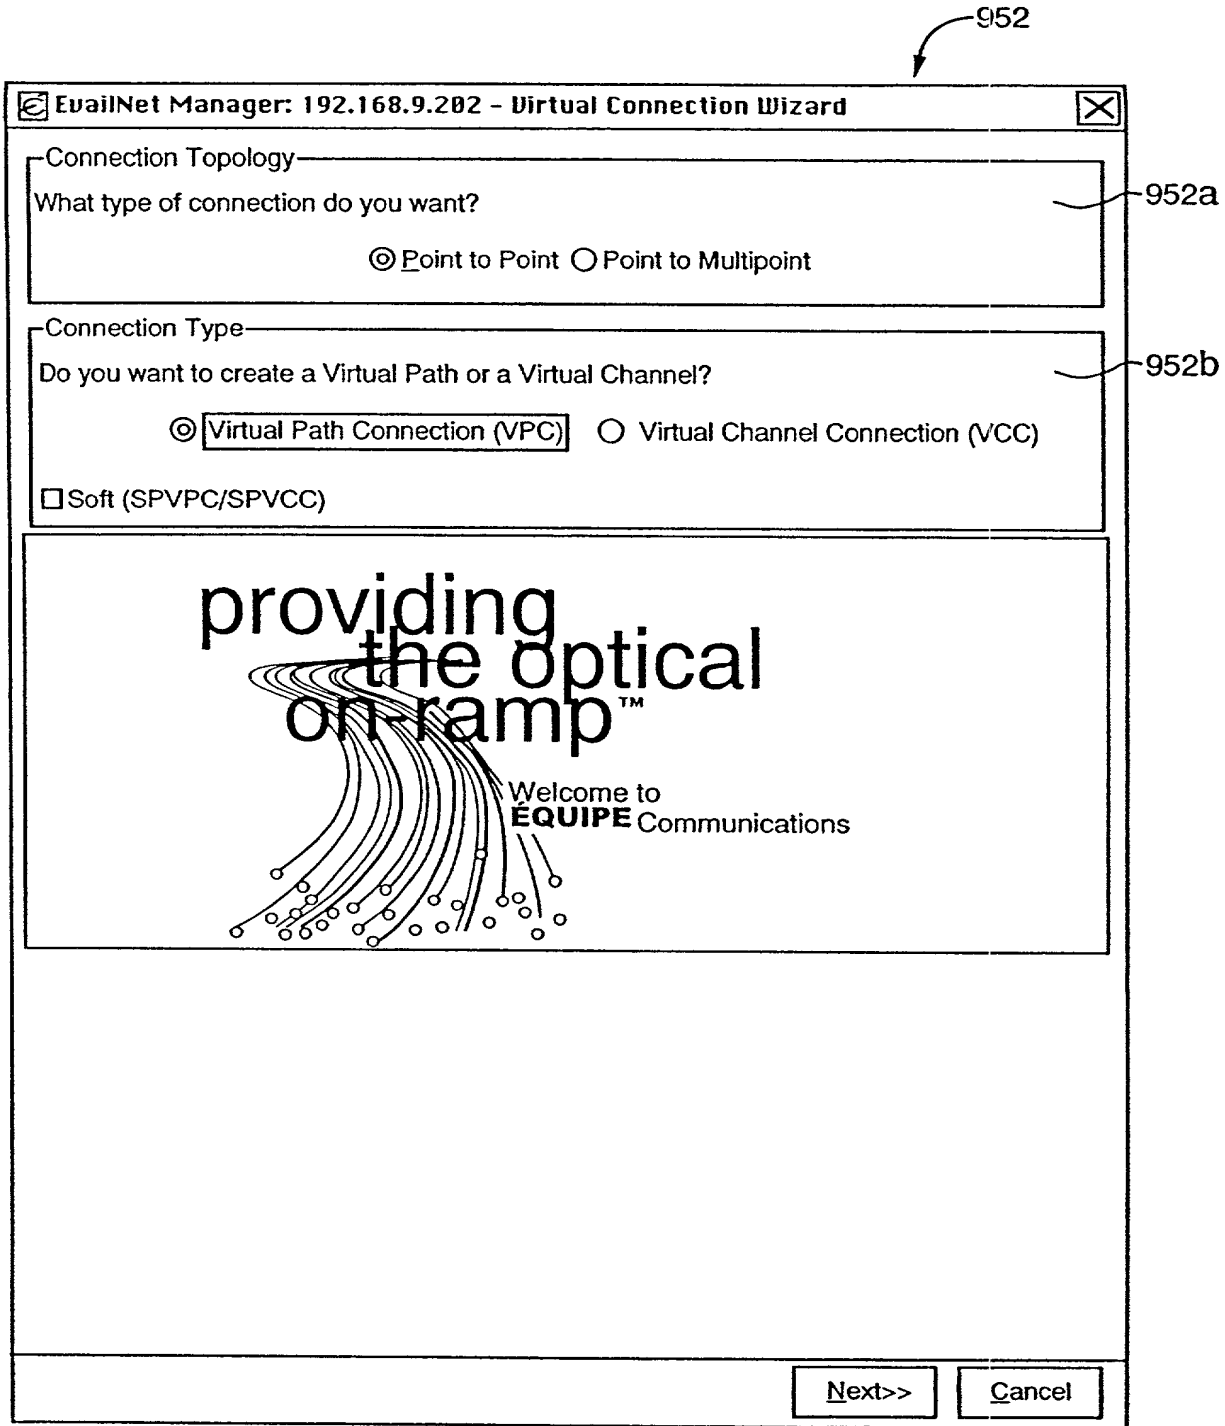 952
EvailNet Manager: 192.168.9.202 - Virtual Connection Wizard
Connection Topology
What type of connection do you want?
952a
Point to Point Point to Multipoint
Connection Type
Do you want to create a Virtual Path or a Virtual Channel?
952b
Virtual Path Connection (VPC) Virtual Channel Connection (VCC)
Soft (SPVPC/SPVCC)
providing
the optical
on-ramp™
Welcome to
ÉQUIPE Communications
Next>> Cancel